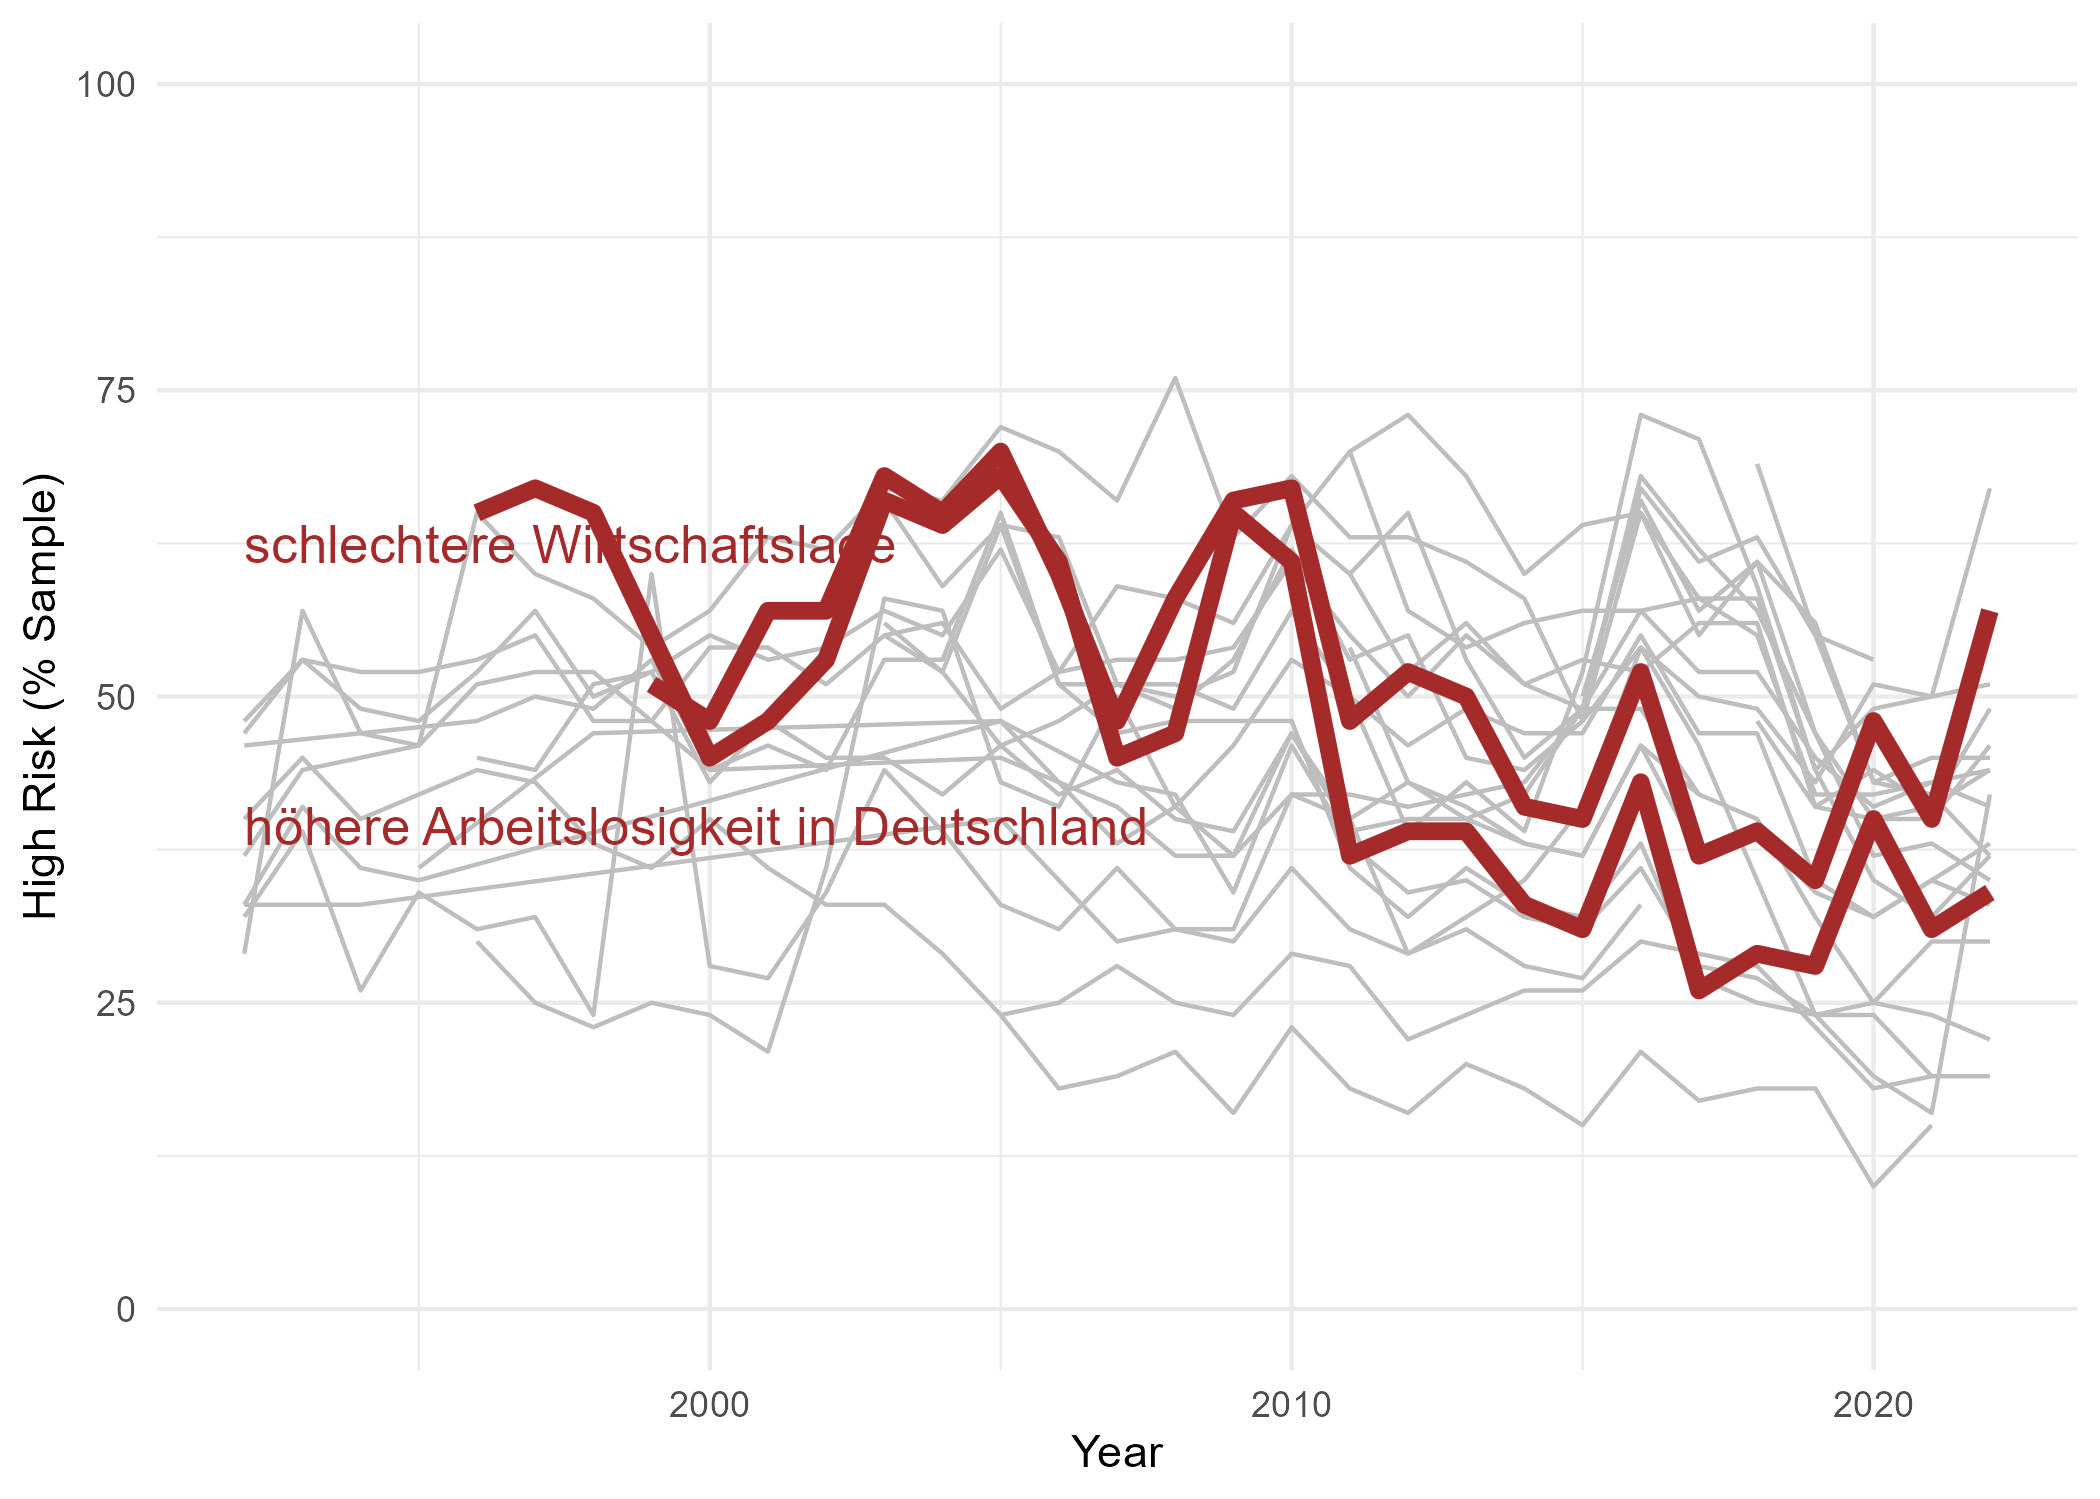 100
75
50
25
0
High Risk (% Sample)
schlechtere Wirtschaftslage
höhere Arbeitslosigkeit in Deutschland
2000
2010
2020
Year